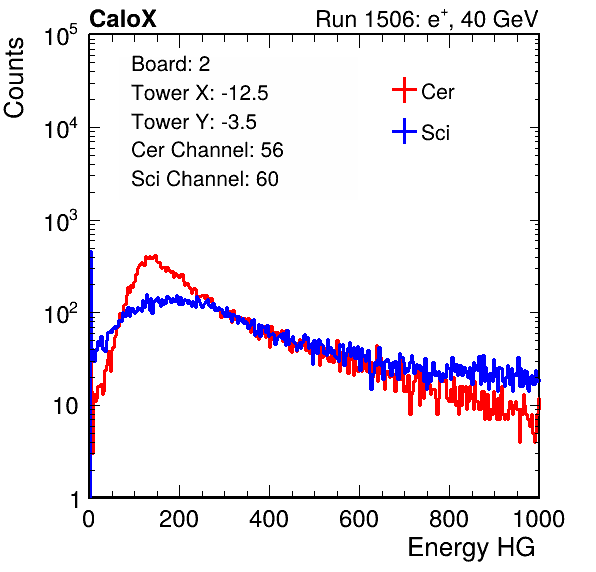 CaloX
Run 1506: e+, 40 GeV
Counts
10^5
10^4
10^3
10^2
10
1
Board: 2
Tower X: -12.5
Tower Y: -3.5
Cer Channel: 56
Sci Channel: 60
Cer
Sci
0 200 400 600 800 1000
Energy HG